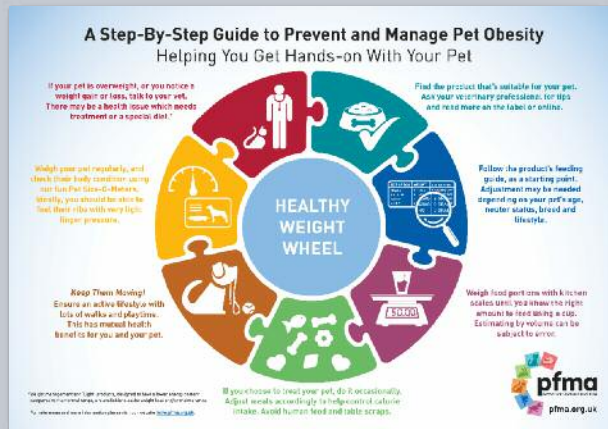 A Step-By-Step Guide to Prevent and Manage Pet Obesity
Helping You Get Hands-on With Your Pet
If your pet is overweight, or you notice a
weight gain or loss, talk to your vet.
There may be a health issue which needs
treatment or a special diet.*
Find the product that's suitable for your pet.
Ask your veterinary professional for tips
and read more on the label or online.
Weigh your pet regularly, and
check their body condition using
our fun Pet Size-O-Meters.
Ideally, you should be able to
feel their ribs with very light
finger pressure.
HEALTHY
WEIGHT
WHEEL
Follow the product's feeding
guide, as a starting point.
Adjustment may be needed
depending on your pet's age,
neuter status, breed and
lifestyle.
Keep Them Moving!
Ensure an active lifestyle with
lots of walks and playtime.
This has mutual health
benefits for you and your pet.
Weigh food portions with kitchen
scales until you know the right
amount to feed using a cup.
Estimating by volume can be
subject to error.
If you choose to treat your pet, do it occasionally.
Adjust meals accordingly to help control calorie
intake. Avoid human food and table scraps.
pfma
pfma.org.uk